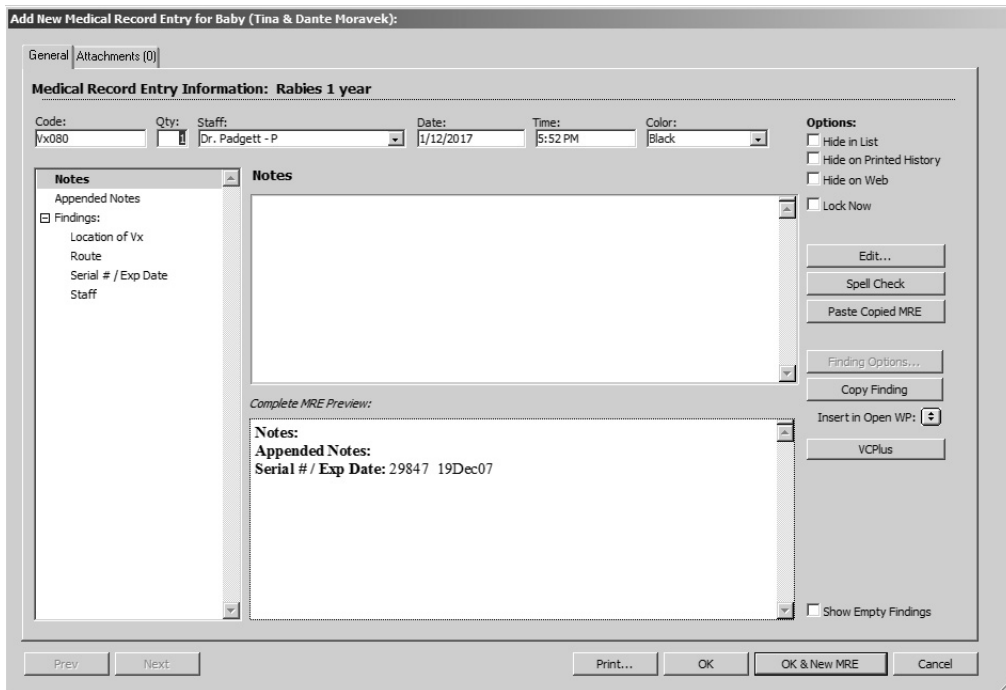 Add New Medical Record Entry for Baby (Tina & Dante Moravek):
General Attachments (0)
Medical Record Entry Information: Rabies 1 year
Code: Qty: Staff: Date: Time: Color: Options:
Vx080 1 Dr. Padgett - P 1/12/2017 5:52 PM Black
Hide in List
Hide on Printed History
Hide on Web
Lock Now
Notes
Appended Notes
Findings:
Location of Vx
Route
Serial # / Exp Date
Staff
Notes
Edit...
Spell Check
Paste Copied MRE
Finding Options...
Copy Finding
Insert in Open WP:
VCPlus
Complete MRE Preview:
Notes:
Appended Notes:
Serial # / Exp Date: 29847 19Dec07
Show Empty Findings
Prev Next Print... OK OK & New MRE Cancel